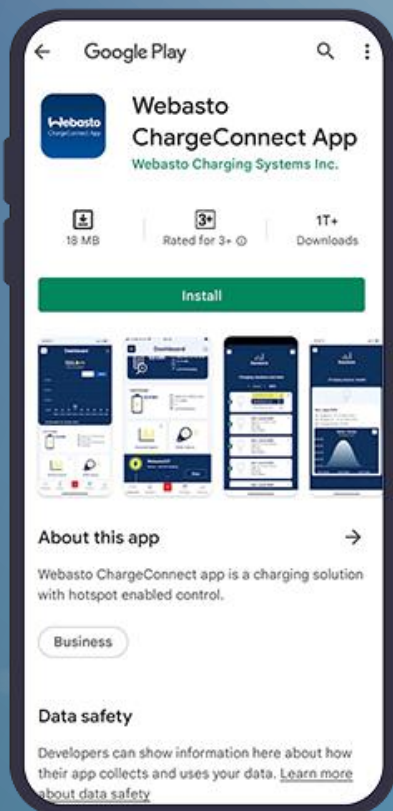 Google Play
Webasto
ChargeConnect App
Webasto
ChargeConnect App
Webasto Charging Systems Inc.
18 MB
3+
Rated for 3+
1T+
Downloads
Install
Dashboard
Dashboard
About this app
Webasto ChargeConnect app is a charging solution
with hotspot enabled control.
Business
Data safety
Developers can show information here about how
their app collects and uses your data. Learn more
about data safety